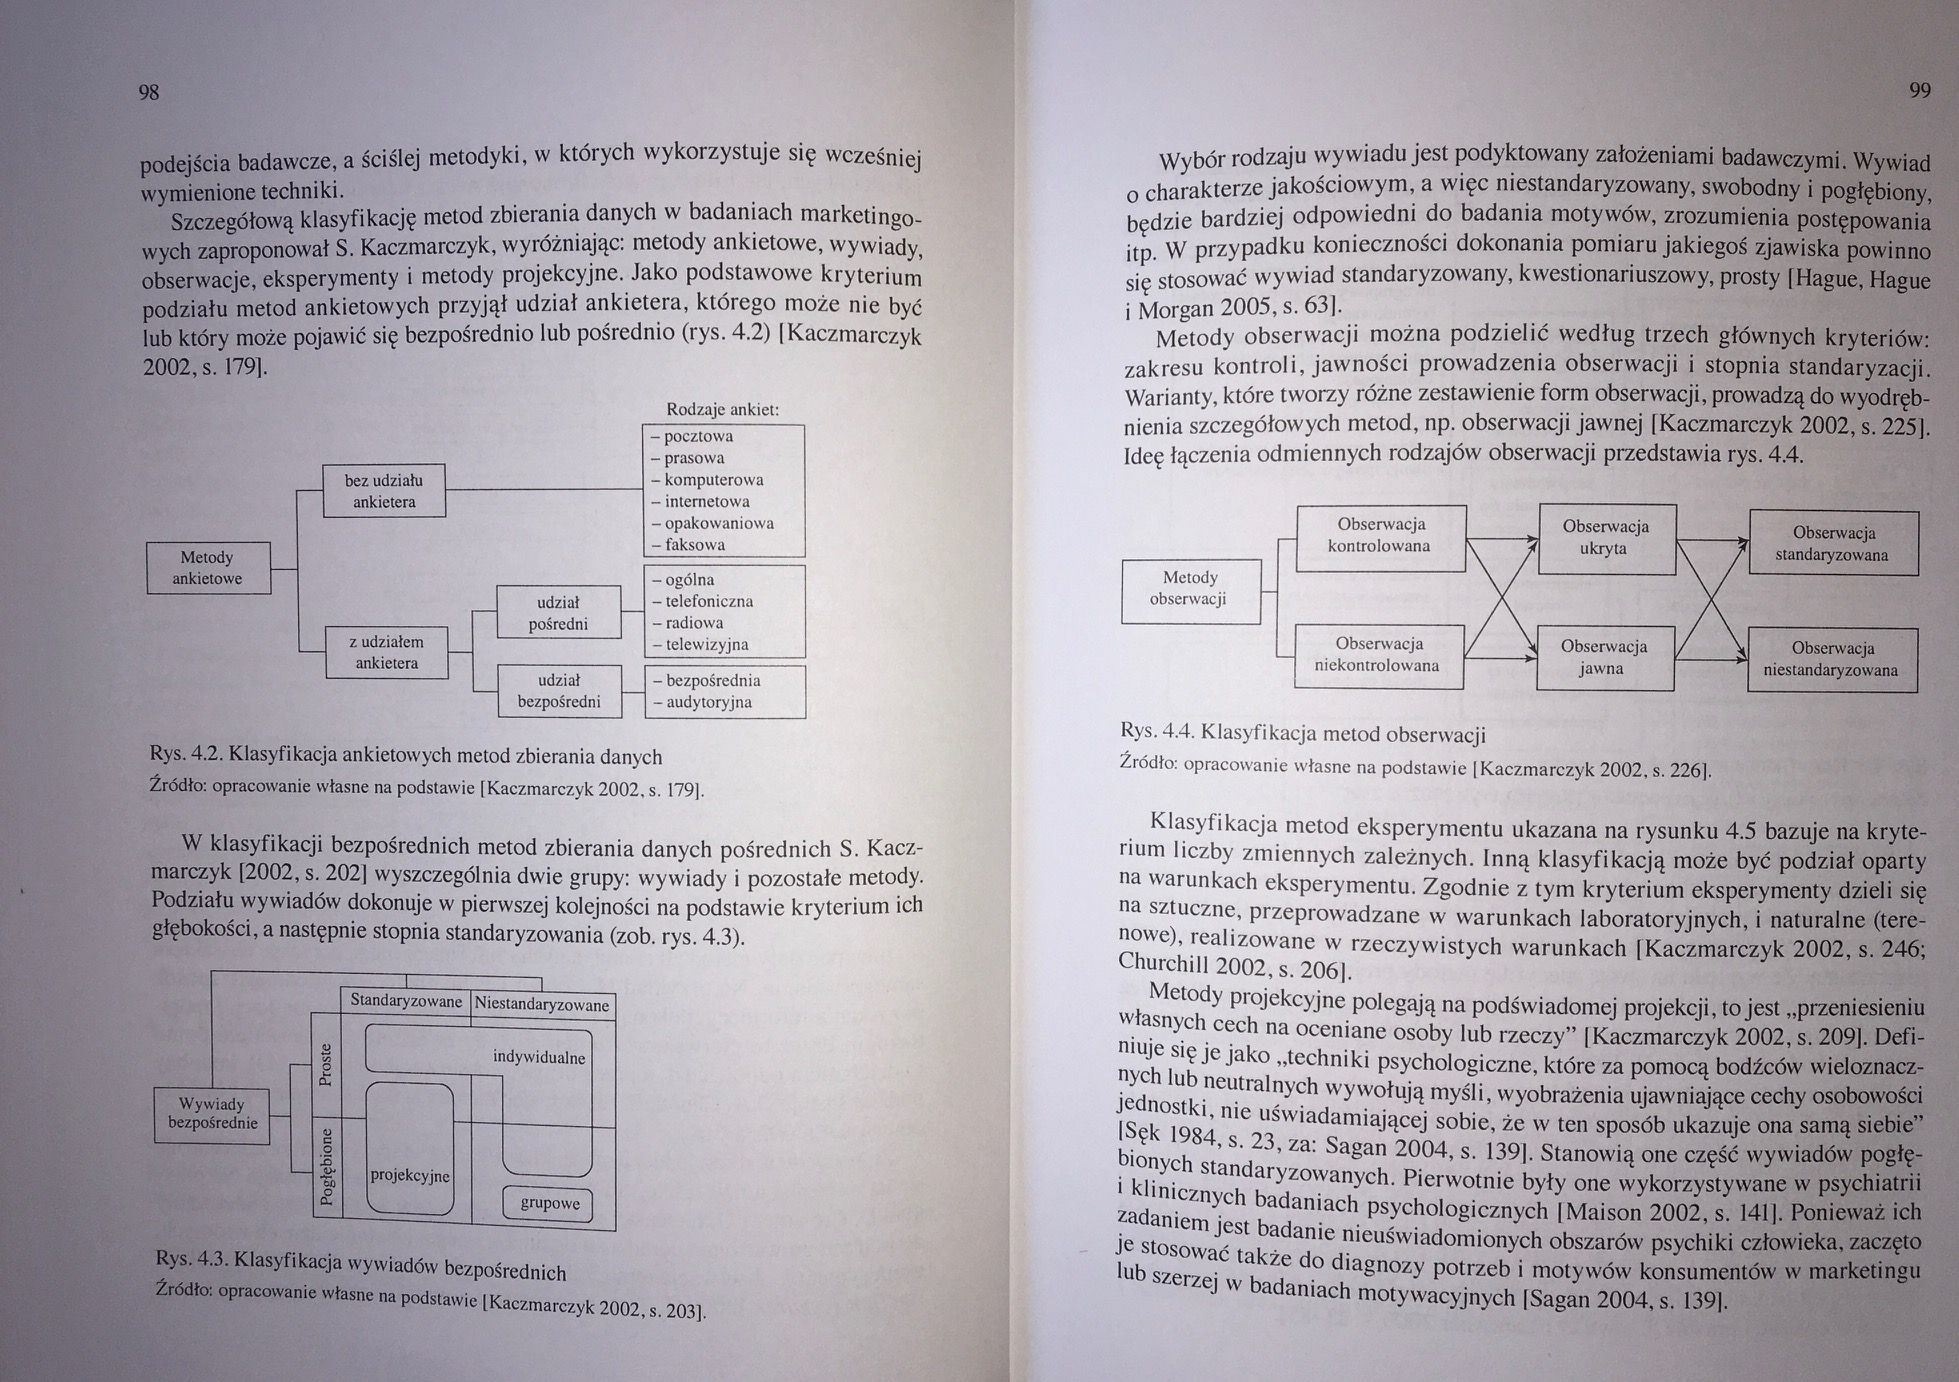 98
podejścia badawcze, a ściślej metodyki, w których wykorzystuje się wcześniej
wymienione techniki.
Szczegółową klasyfikację metod zbierania danych w badaniach marketingo-
wych zaproponował S. Kaczmarczyk, wyróżniając: metody ankietowe, wywiady,
obserwacje, eksperymenty i metody projekcyjne. Jako podstawowe kryterium
podziału metod ankietowych przyjął udział ankietera, którego może nie być
lub który może pojawić się bezpośrednio lub pośrednio (rys. 4.2) [Kaczmarczyk
2002, s. 179].
Rodzaje ankiet:
– pocztowa
– prasowa
– komputerowa
– internetowa
– opakowaniowa
– faksowa
bez udziału
ankietera
Metody
ankietowe
– ogólna
– telefoniczna
– radiowa
– telewizyjna
udział
pośredni
z udziałem
ankietera
udział
bezpośredni
– bezpośrednia
– audytoryjna
Rys. 4.2. Klasyfikacja ankietowych metod zbierania danych
Źródło: opracowanie własne na podstawie [Kaczmarczyk 2002, s. 179].
W klasyfikacji bezpośrednich metod zbierania danych pośrednich S. Kacz-
marczyk [2002, s. 202] wyszczególnia dwie grupy: wywiady i pozostałe metody.
Podziału wywiadów dokonuje w pierwszej kolejności na podstawie kryterium ich
głębokości, a następnie stopnia standaryzowania (zob. rys. 4.3).
Standaryzowane
Niestandaryzowane
Proste
indywidualne
Wywiady
bezpośrednie
Pogłębione
projekcyjne
grupowe
Rys. 4.3. Klasyfikacja wywiadów bezpośrednich
Źródło: opracowanie własne na podstawie [Kaczmarczyk 2002, s. 203].
99
Wybór rodzaju wywiadu jest podyktowany założeniami badawczymi. Wywiad
o charakterze jakościowym, a więc niestandaryzowany, swobodny i pogłębiony,
będzie bardziej odpowiedni do badania motywów, zrozumienia postępowania
itp. W przypadku konieczności dokonania pomiaru jakiegoś zjawiska powinno
się stosować wywiad standaryzowany, kwestionariuszowy, prosty [Hague, Hague
i Morgan 2005, s. 63].
Metody obserwacji można podzielić według trzech głównych kryteriów:
zakresu kontroli, jawności prowadzenia obserwacji i stopnia standaryzacji.
Warianty, które tworzy różne zestawienie form obserwacji, prowadzą do wyodręb-
nienia szczegółowych metod, np. obserwacji jawnej [Kaczmarczyk 2002, s. 225].
Ideę łączenia odmiennych rodzajów obserwacji przedstawia rys. 4.4.
Obserwacja
kontrolowana
Obserwacja
ukryta
Obserwacja
standaryzowana
Metody
obserwacji
Obserwacja
niekontrolowana
Obserwacja
jawna
Obserwacja
niestandaryzowana
Rys. 4.4. Klasyfikacja metod obserwacji
Źródło: opracowanie własne na podstawie [Kaczmarczyk 2002, s. 226].
Klasyfikacja metod eksperymentu ukazana na rysunku 4.5 bazuje na kryte-
rium liczby zmiennych zależnych. Inną klasyfikacją może być podział oparty
na warunkach eksperymentu. Zgodnie z tym kryterium eksperymenty dzieli się
na sztuczne, przeprowadzane w warunkach laboratoryjnych, i naturalne (tere-
nowe), realizowane w rzeczywistych warunkach [Kaczmarczyk 2002, s. 246;
Churchill 2002, s. 206].
Metody projekcyjne polegają na podświadomej projekcji, to jest „przeniesieniu
własnych cech na oceniane osoby lub rzeczy” [Kaczmarczyk 2002, s. 209]. Defi-
niuje się je jako „techniki psychologiczne, które za pomocą bodźców wieloznacz-
nych lub neutralnych wywołują myśli, wyobrażenia ujawniające cechy osobowości
jednostki, nie uświadamiającej sobie, że w ten sposób ukazuje ona samą siebie”
[Sęk 1984, s. 23, za: Sagan 2004, s. 139]. Stanowią one część wywiadów pogłę-
bionych standaryzowanych. Pierwotnie były one wykorzystywane w psychiatrii
i klinicznych badaniach psychologicznych [Maison 2002, s. 141]. Ponieważ ich
zadaniem jest badanie nieuświadomionych obszarów psychiki człowieka, zaczęto
je stosować także do diagnozy potrzeb i motywów konsumentów w marketingu
lub szerzej w badaniach motywacyjnych [Sagan 2004, s. 139].